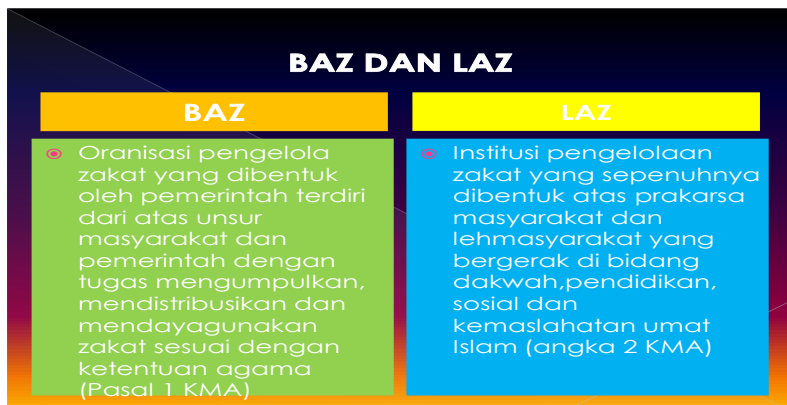 BAZ DAN LAZ
BAZ
Oranisasi pengelola
zakat yang dibentuk
oleh pemerintah terdiri
dari atas unsur
masyarakat dan
pemerintah dengan
tugas mengumpulkan,
mendistribusikan dan
mendayagunakan
zakat sesuai dengan
ketentuan agama
(Pasal 1 KMA)
LAZ
Institusi pengelolaan
zakat yang sepenuhnya
dibentuk atas prakarsa
masyarakat dan
lehmasyarakat yang
bergerak di bidang
dakwah,pendidikan,
sosial dan
kemaslahatan umat
Islam (angka 2 KMA)